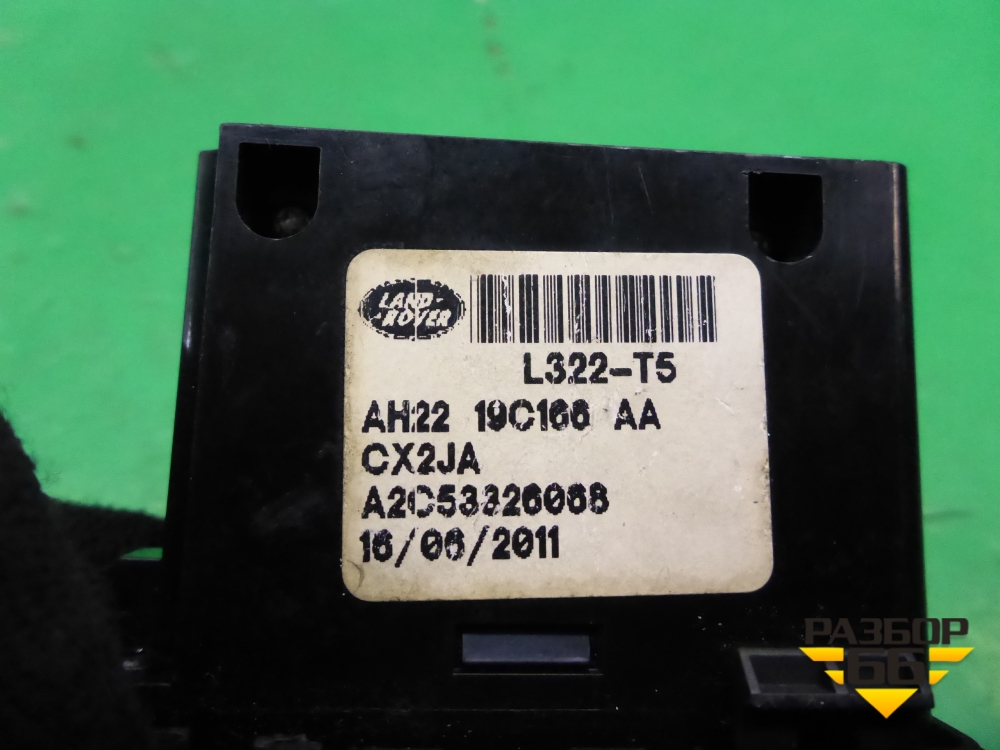 LAND-
-ROVER
L322-T5
AH22 19C166 AA
CX2JA
A2C53326068
16/06/2011
РАЗБОР
66